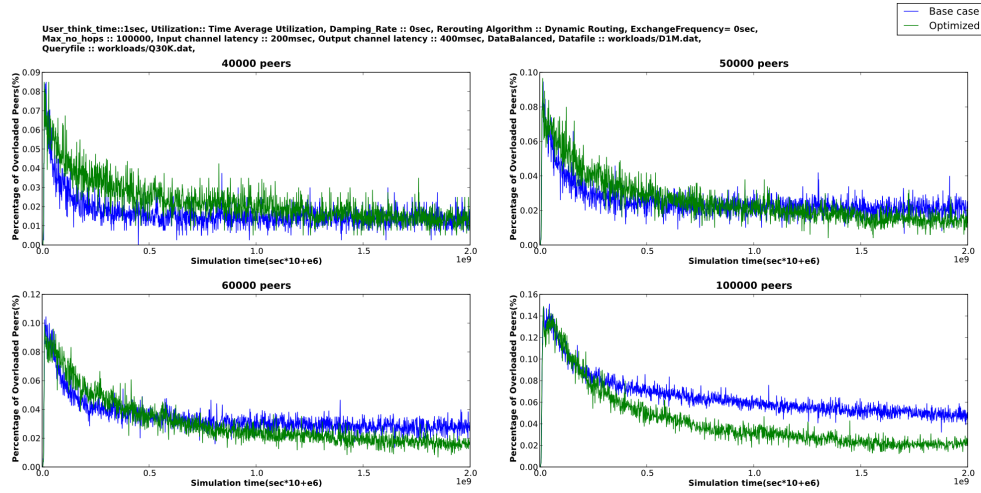 Base case
Optimized
User_think_time::1sec, Utilization:: Time Average Utilization, Damping_Rate :: 0sec, Rerouting Algorithm :: Dynamic Routing, ExchangeFrequency= 0sec,
Max_no_hops :: 100000, Input channel latency :: 200msec, Output channel latency :: 400msec, DataBalanced, Datafile :: workloads/D1M.dat,
Queryfile :: workloads/Q30K.dat,
40000 peers
Percentage of Overloaded Peers(%)
0.09
0.08
0.07
0.06
0.05
0.04
0.03
0.02
0.01
0.00
0.0 0.5 1.0 1.5 2.0
Simulation time(sec*10+e6)
1e9
50000 peers
Percentage of Overloaded Peers(%)
0.10
0.08
0.06
0.04
0.02
0.00
0.0 0.5 1.0 1.5 2.0
Simulation time(sec*10+e6)
1e9
60000 peers
Percentage of Overloaded Peers(%)
0.12
0.10
0.08
0.06
0.04
0.02
0.00
0.0 0.5 1.0 1.5 2.0
Simulation time(sec*10+e6)
1e9
100000 peers
Percentage of Overloaded Peers(%)
0.16
0.14
0.12
0.10
0.08
0.06
0.04
0.02
0.00
0.0 0.5 1.0 1.5 2.0
Simulation time(sec*10+e6)
1e9